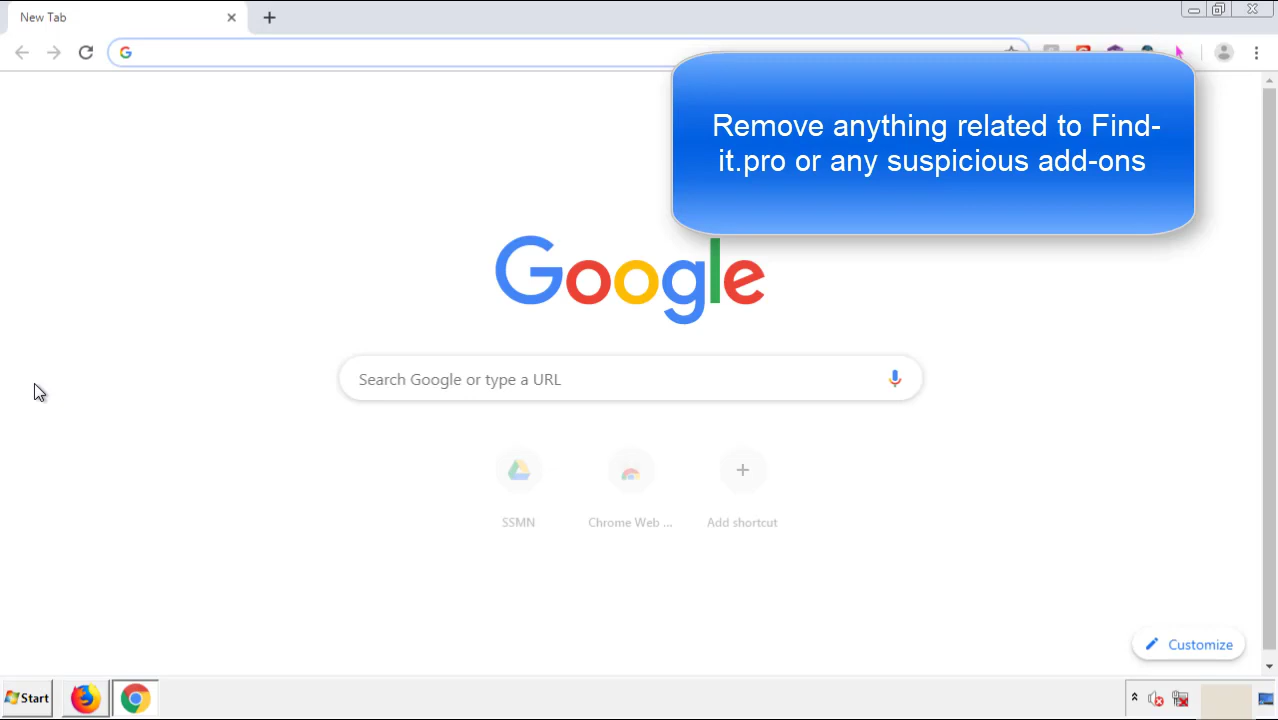 New Tab
Remove anything related to Find-
it.pro or any suspicious add-ons
Google
Search Google or type a URL
SSMN
Chrome Web ...
Add shortcut
Customize
Start